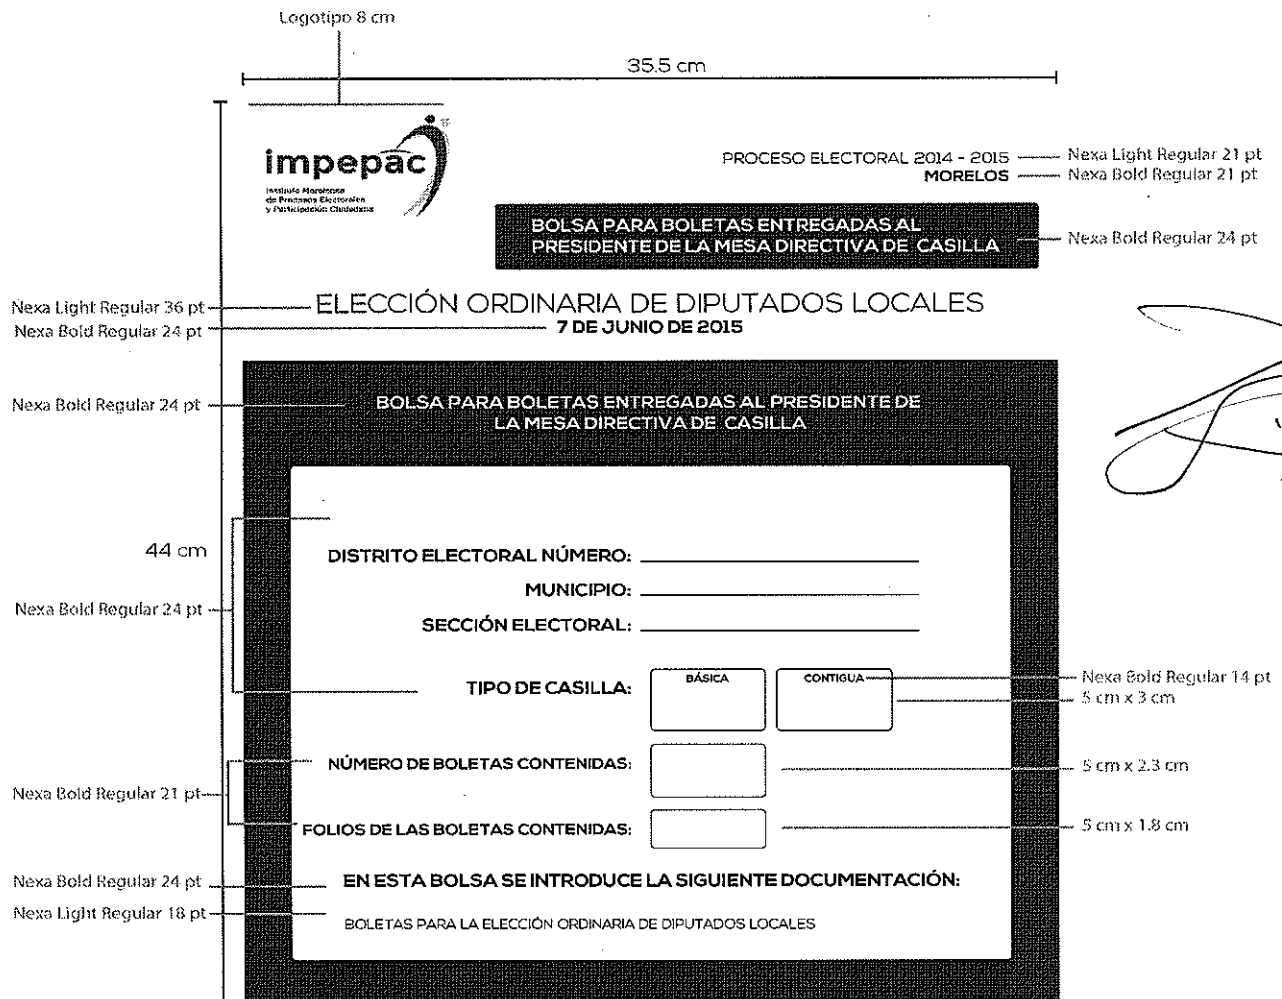 Logotipo 8 cm
35.5 cm
impepac
Instituto Morelense
de Procesos Electorales
y Participación Ciudadana
PROCESO ELECTORAL 2014 - 2015
Nexa Light Regular 21 pt
MORELOS
Nexa Bold Regular 21 pt
BOLSA PARA BOLETAS ENTREGADAS AL
PRESIDENTE DE LA MESA DIRECTIVA DE CASILLA
Nexa Bold Regular 24 pt
Nexa Light Regular 36 pt
ELECCIÓN ORDINARIA DE DIPUTADOS LOCALES
Nexa Bold Regular 24 pt
7 DE JUNIO DE 2015
Nexa Bold Regular 24 pt
BOLSA PARA BOLETAS ENTREGADAS AL PRESIDENTE DE
LA MESA DIRECTIVA DE CASILLA
44 cm
DISTRITO ELECTORAL NÚMERO:
MUNICIPIO:
Nexa Bold Regular 24 pt
SECCIÓN ELECTORAL:
TIPO DE CASILLA:
BÁSICA
CONTIGUA
Nexa Bold Regular 14 pt
5 cm x 3 cm
NÚMERO DE BOLETAS CONTENIDAS:
5 cm x 2.3 cm
Nexa Bold Regular 21 pt
FOLIOS DE LAS BOLETAS CONTENIDAS:
5 cm x 1.8 cm
Nexa Bold Regular 24 pt
EN ESTA BOLSA SE INTRODUCE LA SIGUIENTE DOCUMENTACIÓN:
Nexa Light Regular 18 pt
BOLETAS PARA LA ELECCIÓN ORDINARIA DE DIPUTADOS LOCALES